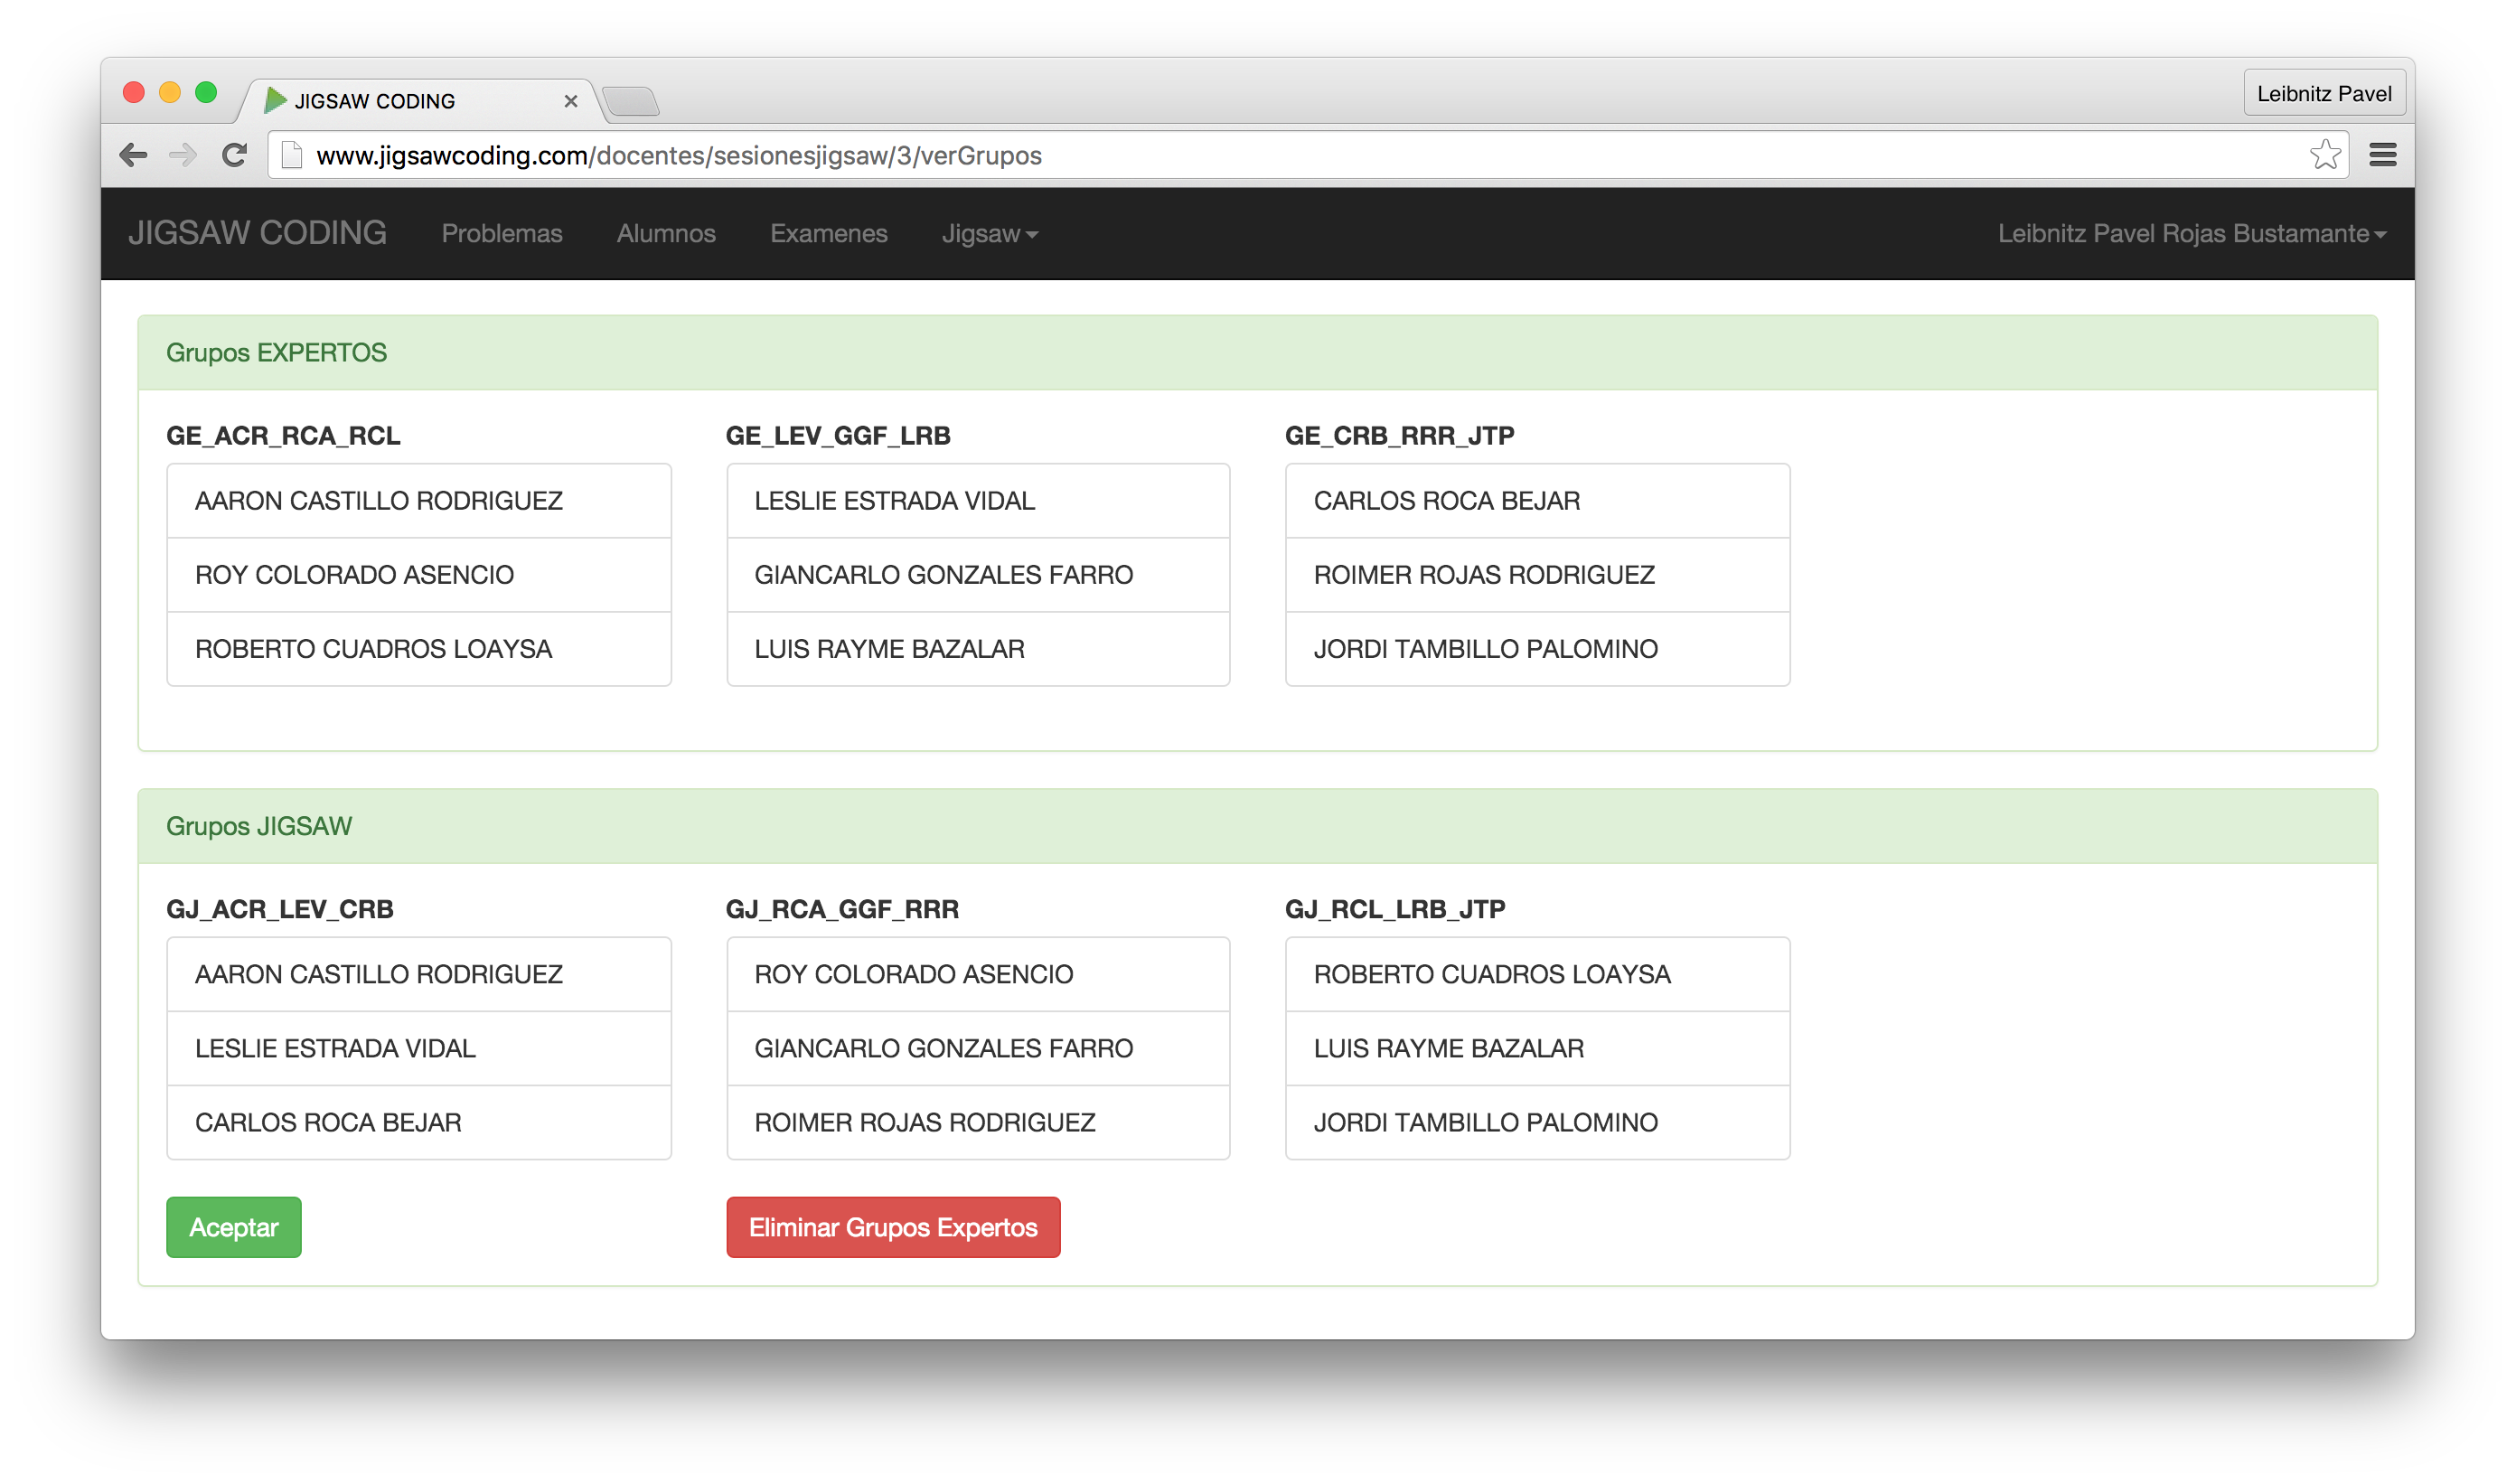 JIGSAW CODING
Leibnitz Pavel
www.jigsawcoding.com/docentes/sesionesjigsaw/3/verGrupos
JIGSAW CODING Problemas Alumnos Examenes Jigsaw Leibnitz Pavel Rojas Bustamante
Grupos EXPERTOS
GE_ACR_RCA_RCL
AARON CASTILLO RODRIGUEZ
ROY COLORADO ASENCIO
ROBERTO CUADROS LOAYSA
GE_LEV_GGF_LRB
LESLIE ESTRADA VIDAL
GIANCARLO GONZALES FARRO
LUIS RAYME BAZALAR
GE_CRB_RRR_JTP
CARLOS ROCA BEJAR
ROIMER ROJAS RODRIGUEZ
JORDI TAMBILLO PALOMINO
Grupos JIGSAW
GJ_ACR_LEV_CRB
AARON CASTILLO RODRIGUEZ
LESLIE ESTRADA VIDAL
CARLOS ROCA BEJAR
GJ_RCA_GGF_RRR
ROY COLORADO ASENCIO
GIANCARLO GONZALES FARRO
ROIMER ROJAS RODRIGUEZ
GJ_RCL_LRB_JTP
ROBERTO CUADROS LOAYSA
LUIS RAYME BAZALAR
JORDI TAMBILLO PALOMINO
Aceptar
Eliminar Grupos Expertos